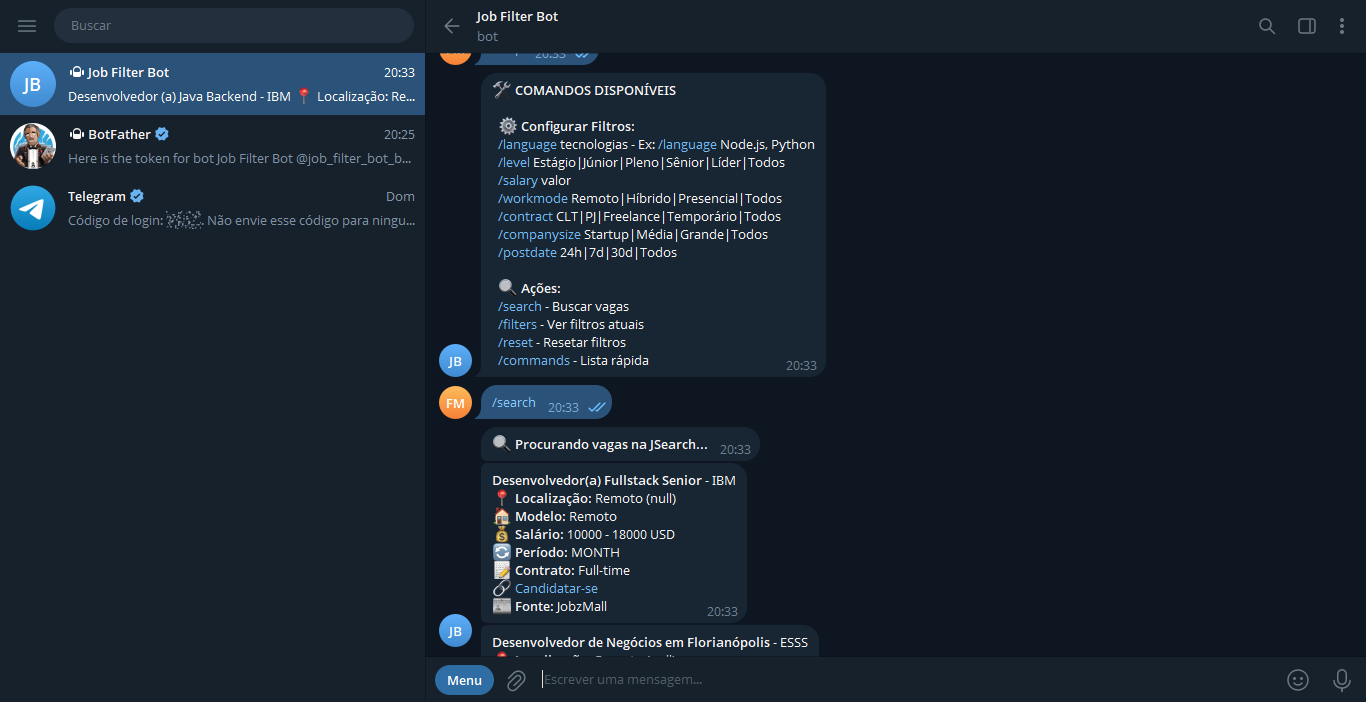 Buscar
JB
Job Filter Bot
20:33
Desenvolvedor (a) Java Backend - IBM 📍 Localização: Re...
BotFather
20:25
Here is the token for bot Job Filter Bot @job_filter_bot_b...
Telegram
Dom
Código de login: Não envie esse código para ningu...
Job Filter Bot
bot
20:33
🛠 COMANDOS DISPONÍVEIS
⚙️ Configurar Filtros:
/language tecnologias - Ex: /language Node.js, Python
/level Estágio|Júnior|Pleno|Sênior|Líder|Todos
/salary valor
/workmode Remoto|Híbrido|Presencial|Todos
/contract CLT|PJ|Freelance|Temporário|Todos
/companysize Startup|Média|Grande|Todos
/postdate 24h|7d|30d|Todos
🔍 Ações:
/search - Buscar vagas
/filters - Ver filtros atuais
/reset - Resetar filtros
/commands - Lista rápida
20:33
JB
FM
/search 20:33
🔍 Procurando vagas na JSearch... 20:33
Desenvolvedor(a) Fullstack Senior - IBM
📍 Localização: Remoto (null)
🏠 Modelo: Remoto
💰 Salário: 10000 - 18000 USD
🔄 Período: MONTH
📝 Contrato: Full-time
🔗 Candidatar-se
📰 Fonte: JobzMall
20:33
JB
Desenvolvedor de Negócios em Florianópolis - ESSS
Menu
Escrever uma mensagem...